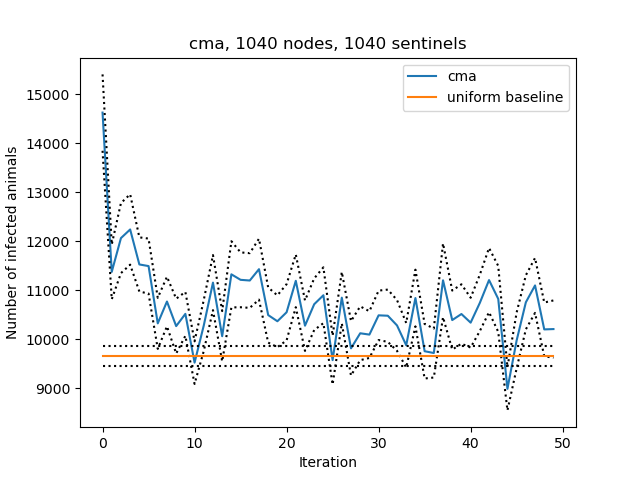 cma, 1040 nodes, 1040 sentinels
cma
uniform baseline
15000
14000
13000
12000
11000
10000
9000
Number of infected animals
0 10 20 30 40 50
Iteration